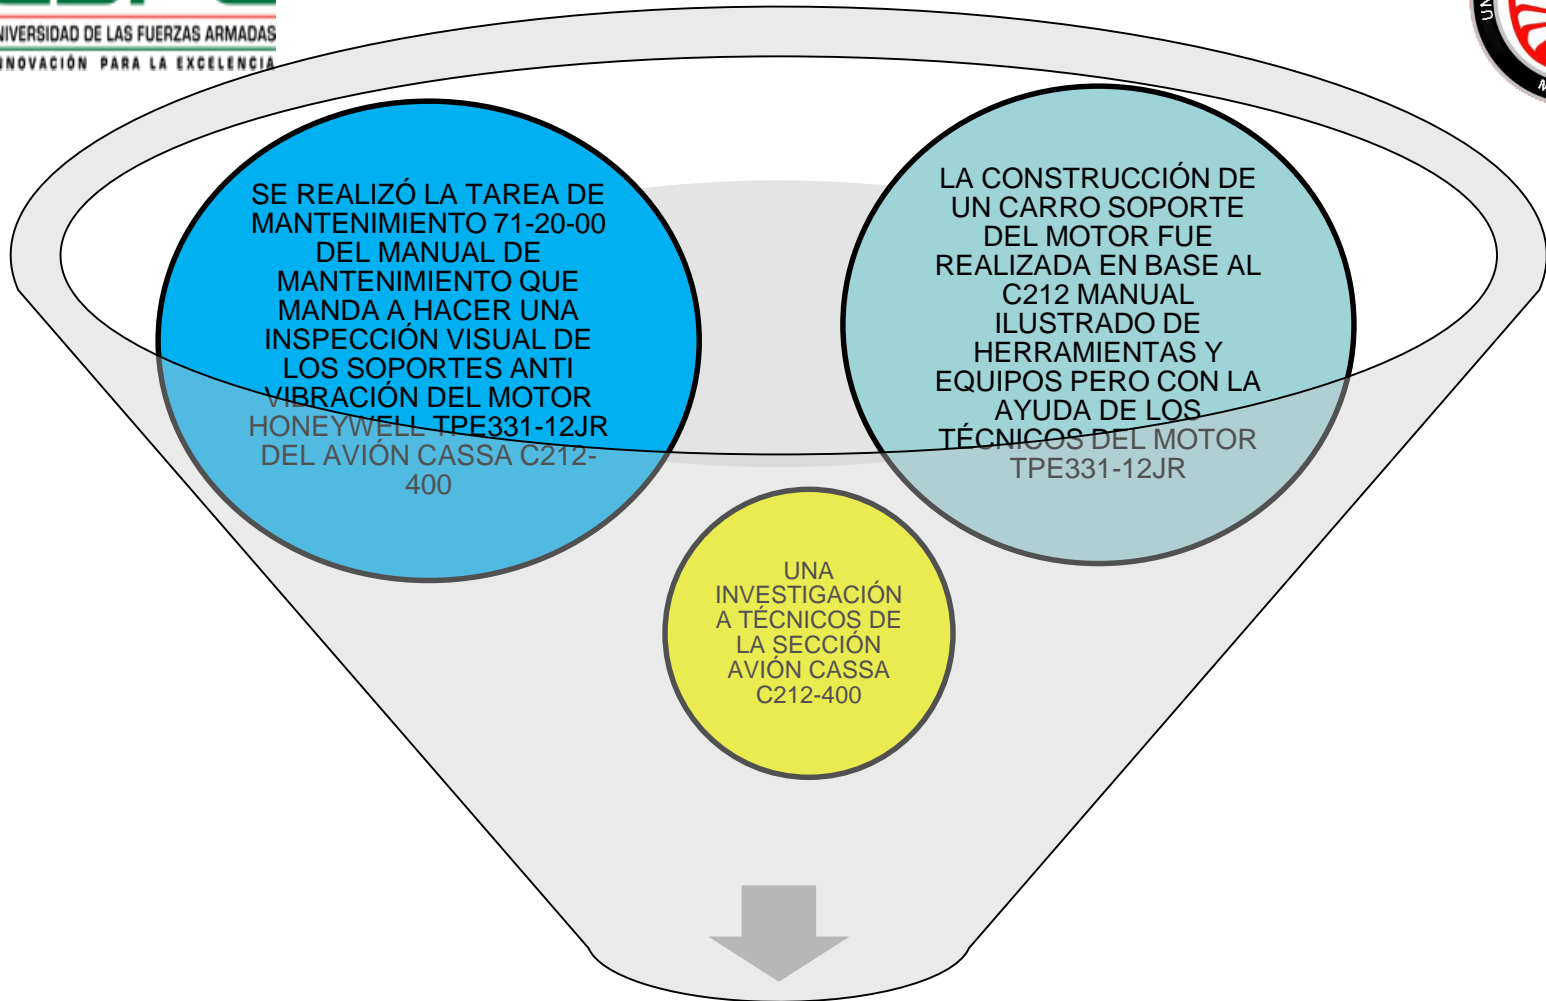 UNIVERSIDAD DE LAS FUERZAS ARMADAS
INNOVACIÓN PARA LA EXCELENCIA
SE REALIZÓ LA TAREA DE
MANTENIMIENTO 71-20-00
DEL MANUAL DE
MANTENIMIENTO QUE
MANDA A HACER UNA
INSPECCIÓN VISUAL DE
LOS SOPORTES ANTI
VIBRACIÓN DEL MOTOR
HONEYWELL TPE331-12JR
DEL AVIÓN CASSA C212-
400
LA CONSTRUCCIÓN DE
UN CARRO SOPORTE
DEL MOTOR FUE
REALIZADA EN BASE AL
C212 MANUAL
ILUSTRADO DE
HERRAMIENTAS Y
EQUIPOS PERO CON LA
AYUDA DE LOS
TÉCNICOS DEL MOTOR
TPE331-12JR
UNA
INVESTIGACIÓN
A TÉCNICOS DE
LA SECCIÓN
AVIÓN CASSA
C212-400